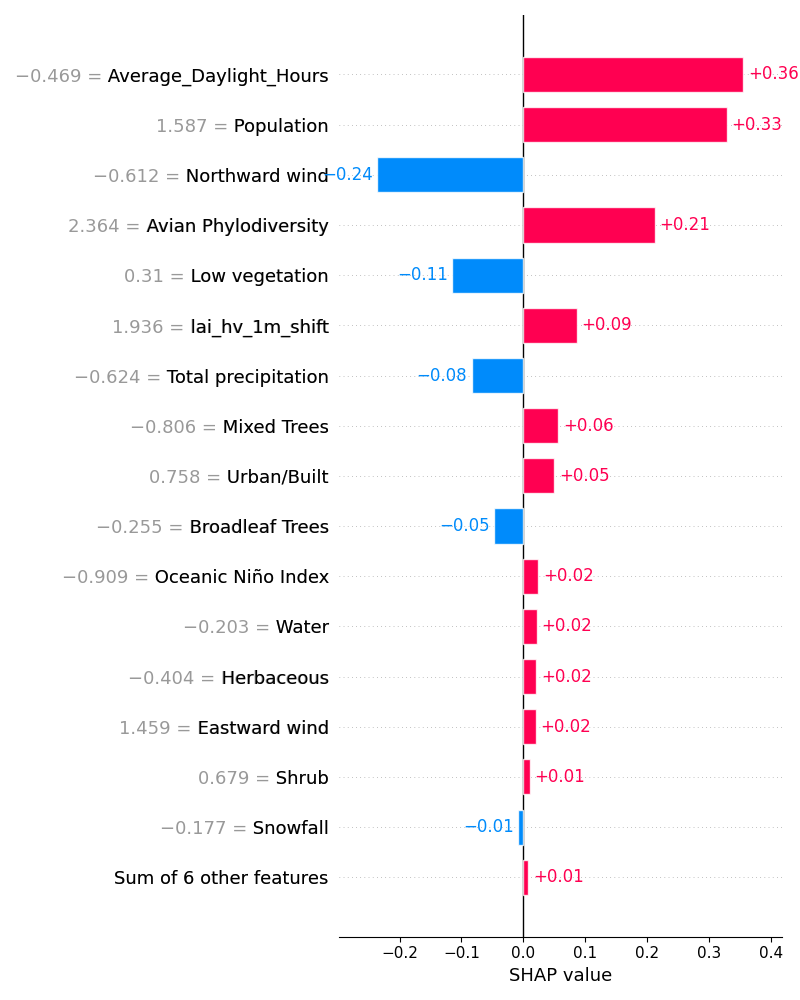 −0.469 = Average_Daylight_Hours +0.36
1.587 = Population +0.33
−0.612 = Northward wind −0.24
2.364 = Avian Phylodiversity +0.21
0.31 = Low vegetation −0.11
1.936 = lai_hv_1m_shift +0.09
−0.624 = Total precipitation −0.08
−0.806 = Mixed Trees +0.06
0.758 = Urban/Built +0.05
−0.255 = Broadleaf Trees −0.05
−0.909 = Oceanic Niño Index +0.02
−0.203 = Water +0.02
−0.404 = Herbaceous +0.02
1.459 = Eastward wind +0.02
0.679 = Shrub +0.01
−0.177 = Snowfall −0.01
Sum of 6 other features +0.01
−0.2 −0.1 0.0 0.1 0.2 0.3 0.4
SHAP value